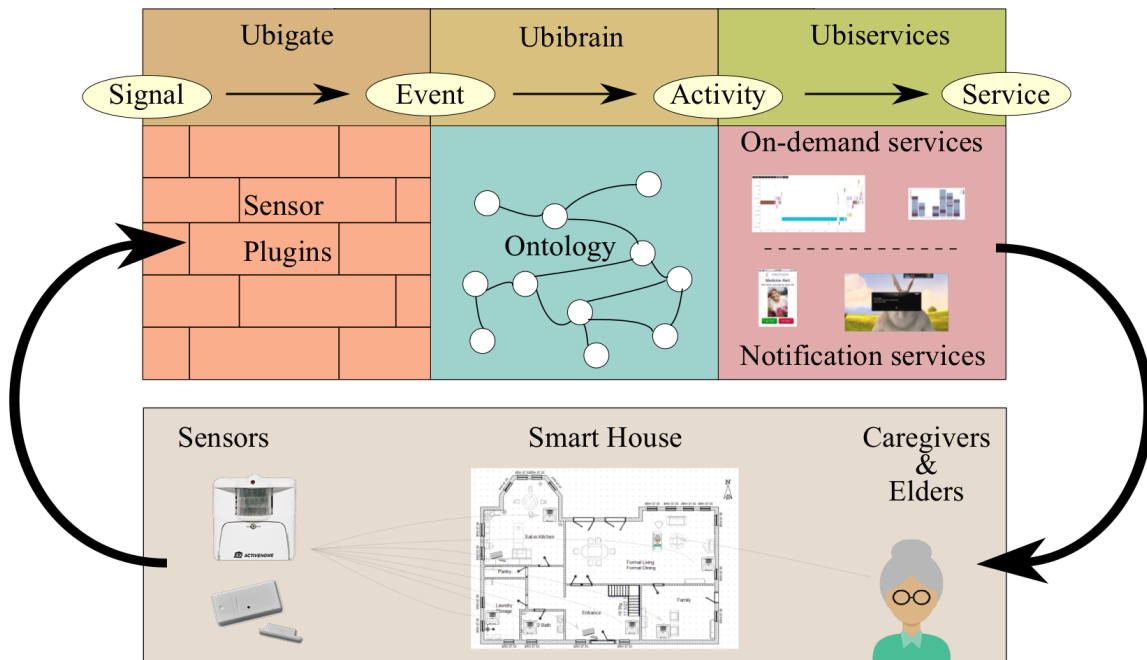 Ubigate
Ubibrain
Ubiservices
Signal
Event
Activity
Service
On-demand services
Sensor
Plugins
Ontology
Medicine Alert
Notification services
Sensors
Smart House
Caregivers
&
Elders
ACTIVEHOME
Eat-in Kitchen
Pantry
Formal Living
Formal Dining
Laundry
Storage
Entrance
Family
N